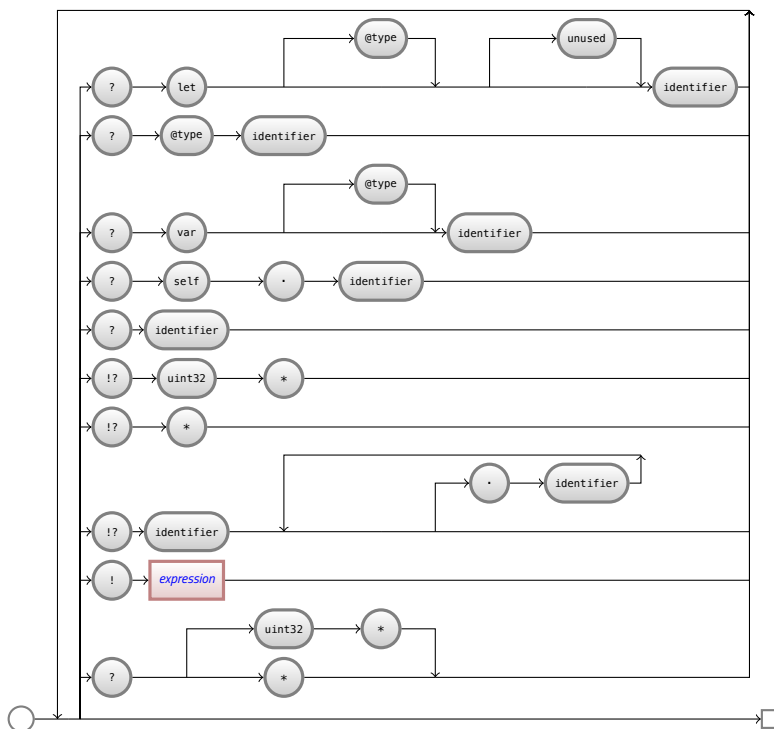 @type unused
? let identifier
? @type identifier
@type
? var identifier
? self . identifier
? identifier
!? uint32 *
!? *
. identifier
!? identifier
! expression
uint32 *
? *